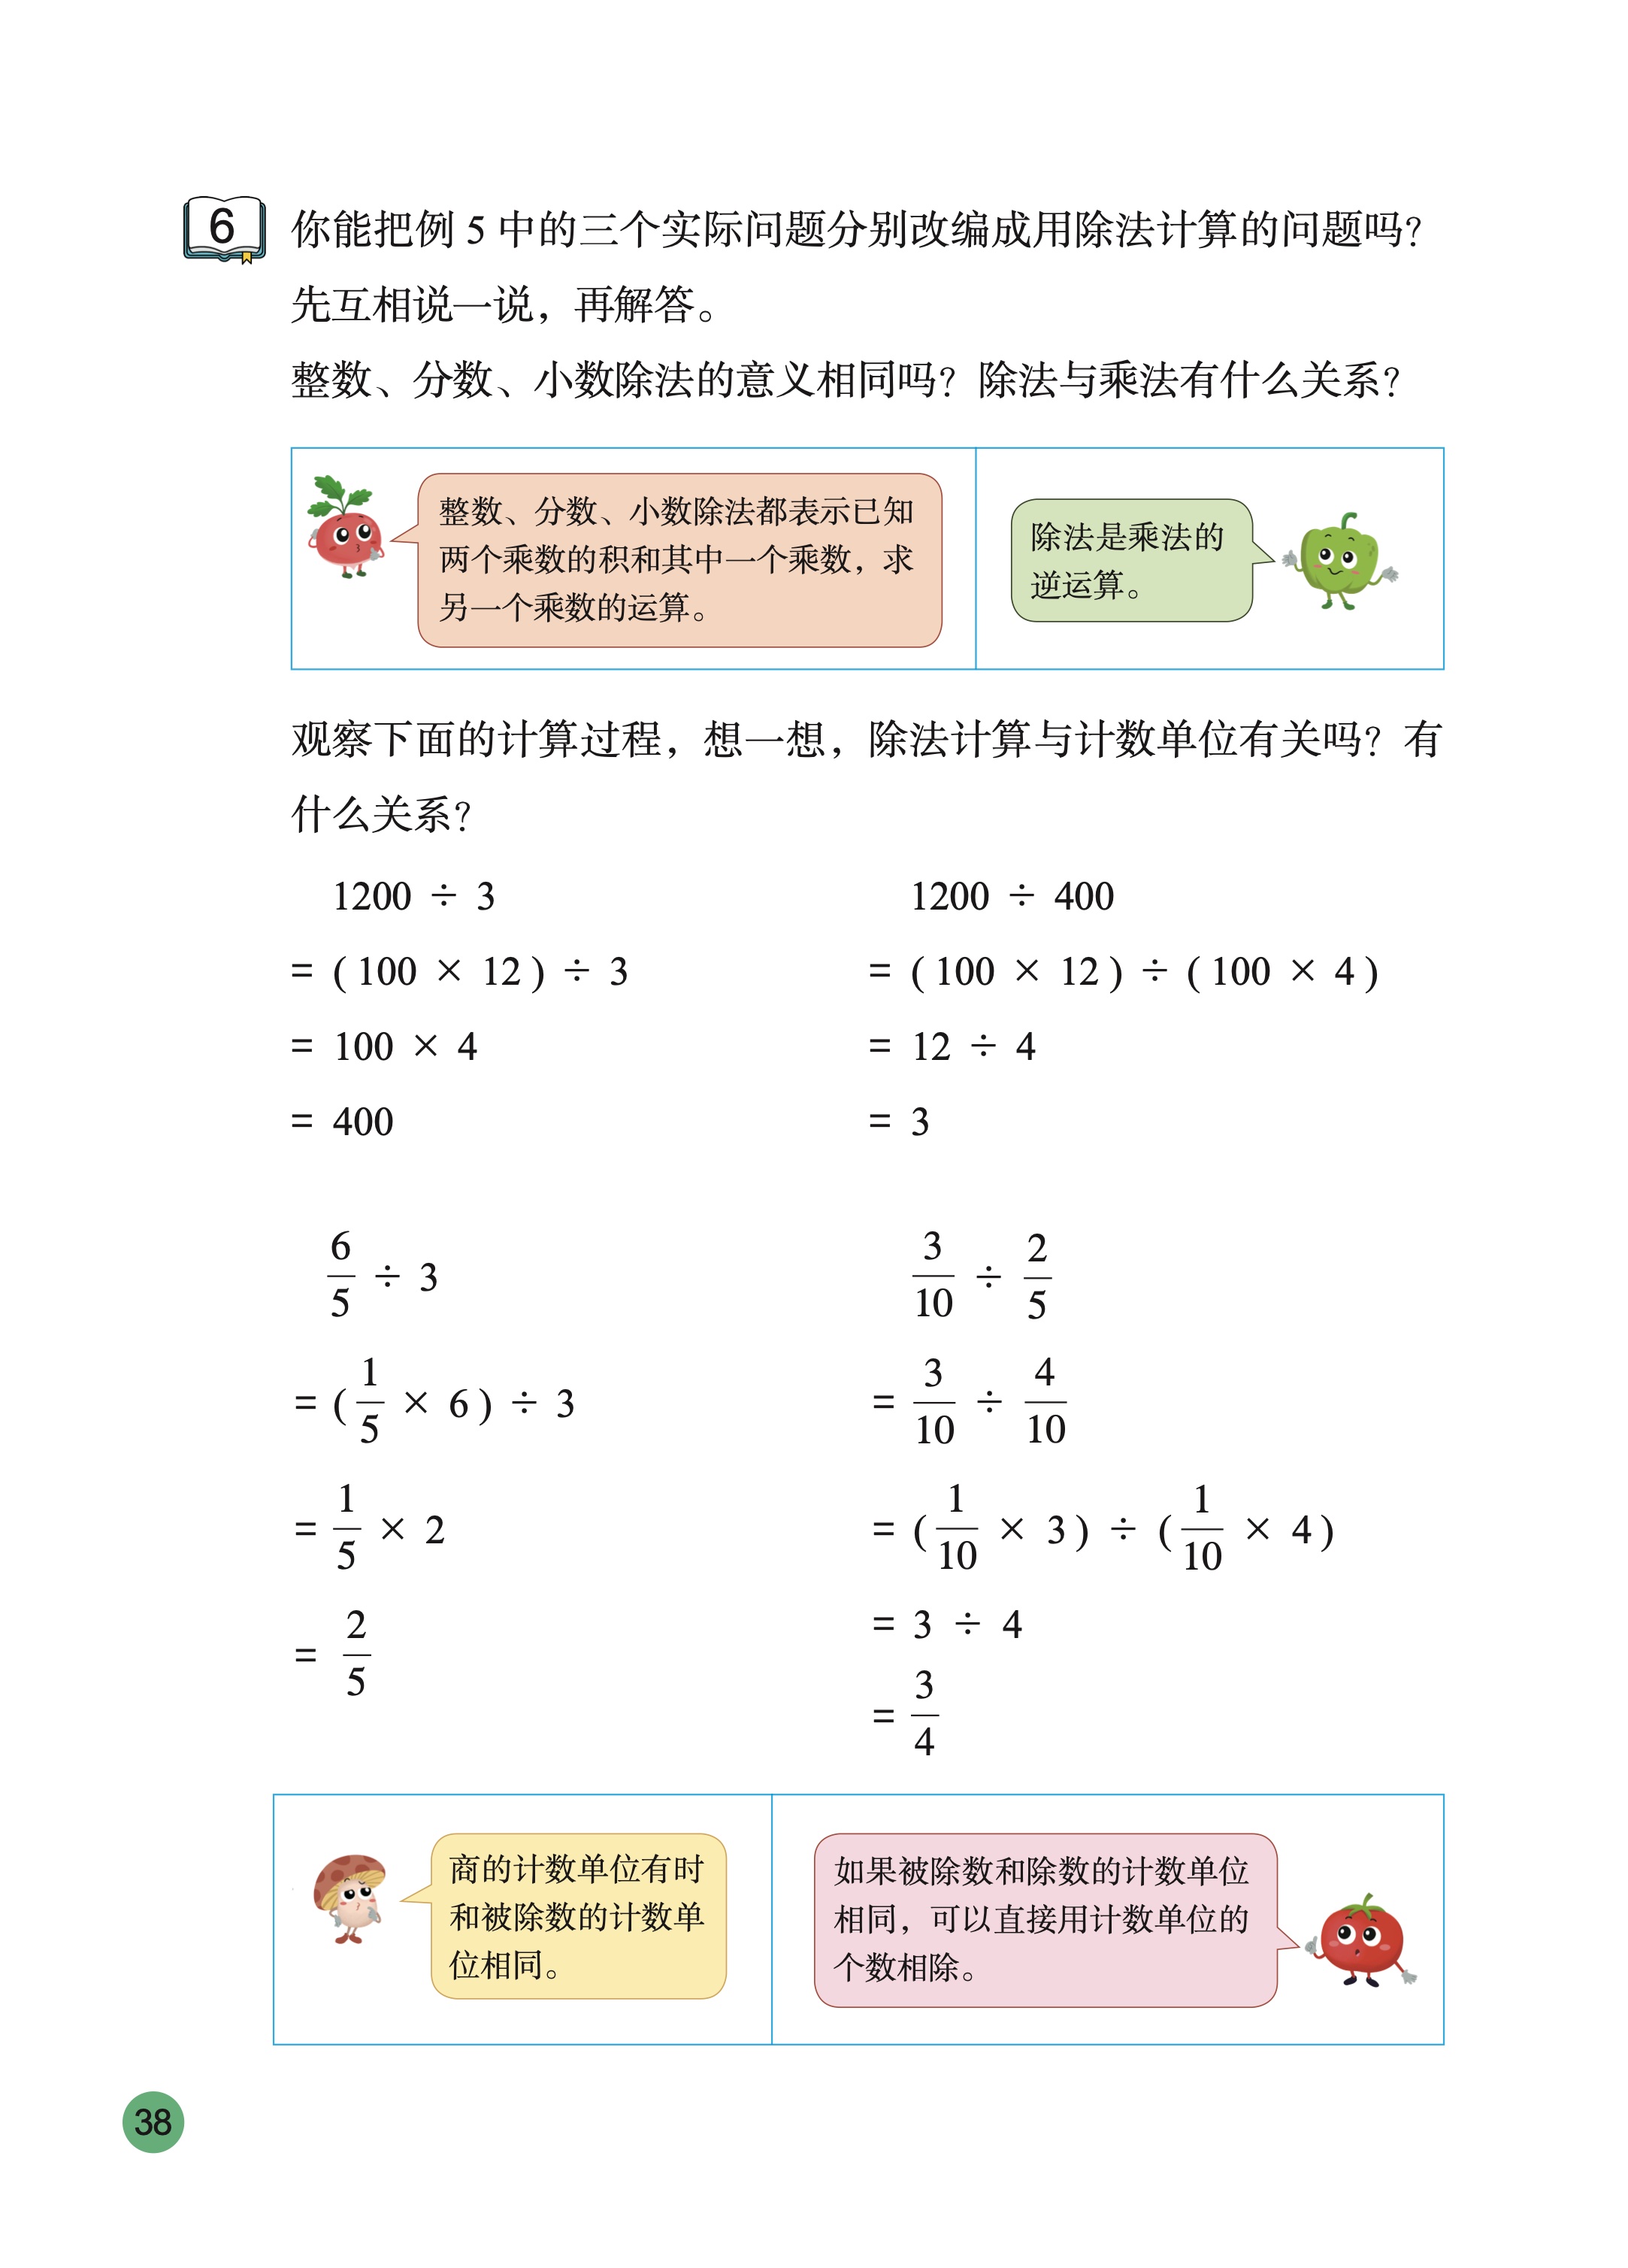 6
你能把例 5 中的三个实际问题分别改编成用除法计算的问题吗？
先互相说一说，再解答。
整数、分数、小数除法的意义相同吗？除法与乘法有什么关系？
整数、分数、小数除法都表示已知
两个乘数的积和其中一个乘数，求
另一个乘数的运算。
除法是乘法的
逆运算。
观察下面的计算过程，想一想，除法计算与计数单位有关吗？有
什么关系？
1200 ÷ 3
= ( 100 × 12 ) ÷ 3
= 100 × 4
= 400
1200 ÷ 400
= ( 100 × 12 ) ÷ ( 100 × 4 )
= 12 ÷ 4
= 3
6/5 ÷ 3
= ( 1/5 × 6 ) ÷ 3
= 1/5 × 2
= 2/5
3/10 ÷ 2/5
= 3/10 ÷ 4/10
= ( 1/10 × 3 ) ÷ ( 1/10 × 4 )
= 3 ÷ 4
= 3/4
商的计数单位有时
和被除数的计数单
位相同。
如果被除数和除数的计数单位
相同，可以直接用计数单位的
个数相除。
38